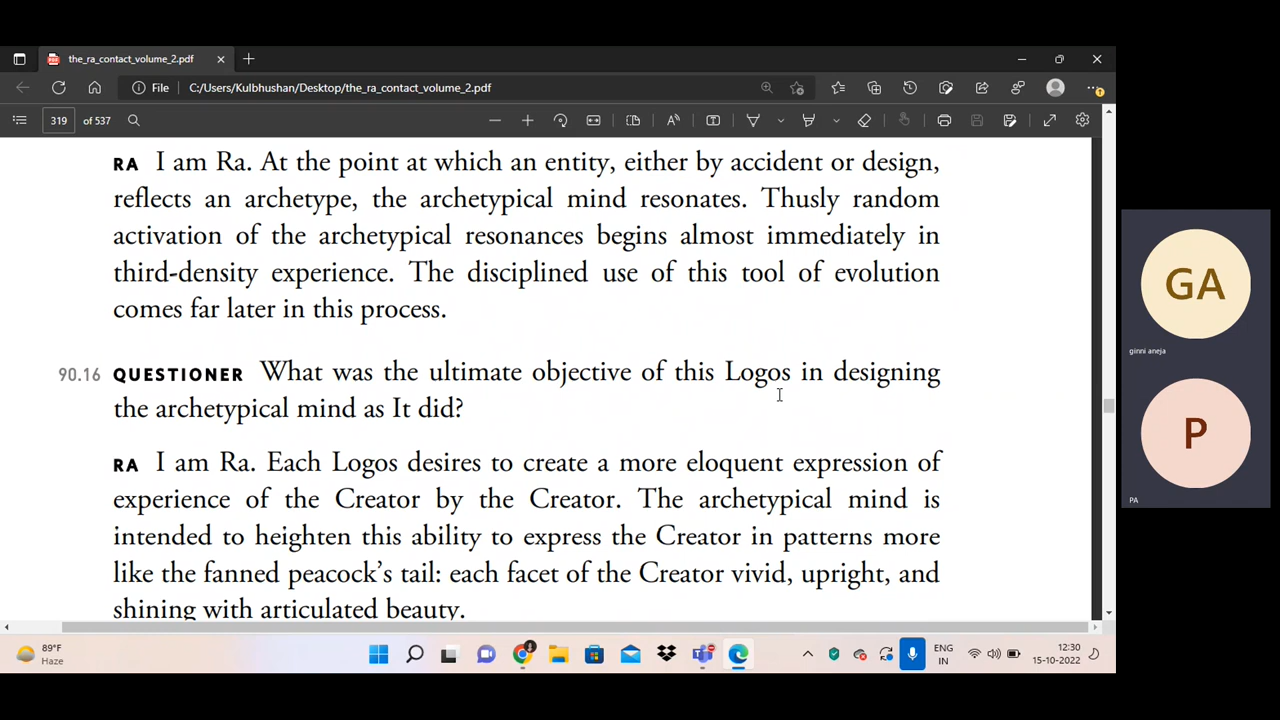 the_ra_contact_volume_2.pdf
File C:/Users/Kulbhushan/Desktop/the_ra_contact_volume_2.pdf
319 of 537
RA I am Ra. At the point at which an entity, either by accident or design,
reflects an archetype, the archetypical mind resonates. Thusly random
activation of the archetypical resonances begins almost immediately in
third-density experience. The disciplined use of this tool of evolution
comes far later in this process.
90.16 QUESTIONER What was the ultimate objective of this Logos in designing
the archetypical mind as It did?
RA I am Ra. Each Logos desires to create a more eloquent expression of
experience of the Creator by the Creator. The archetypical mind is
intended to heighten this ability to express the Creator in patterns more
like the fanned peacock’s tail: each facet of the Creator vivid, upright, and
shining with articulated beauty.
GA
ginni aneja
P
PA
89°F
Haze
ENG
IN
12:30
15-10-2022